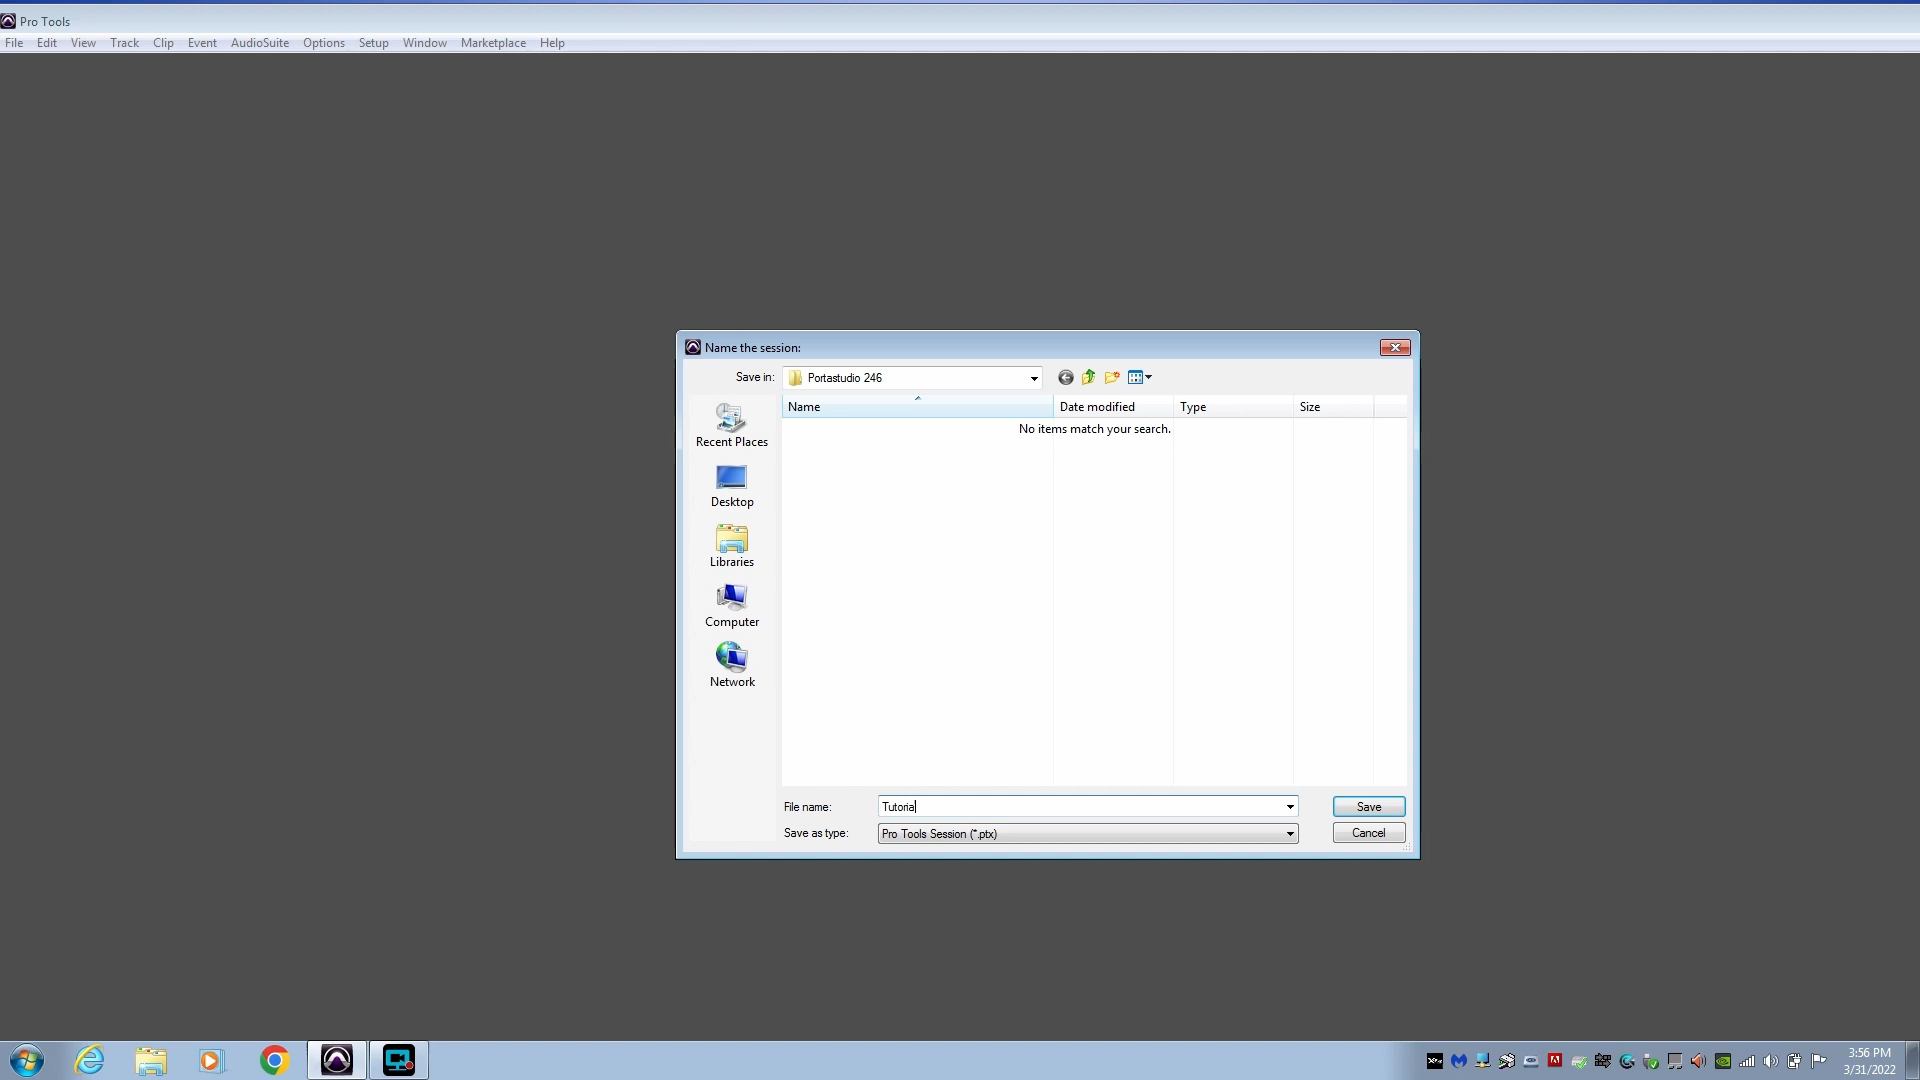 Pro Tools
File Edit View Track Clip Event AudioSuite Options Setup Window Marketplace Help
Name the session:
Save in: Portastudio 246
Name Date modified Type Size
No items match your search.
Recent Places
Desktop
Libraries
Computer
Network
File name: Tutoria
Save
Save as type: Pro Tools Session (*.ptx)
Cancel
3:56 PM
3/31/2022